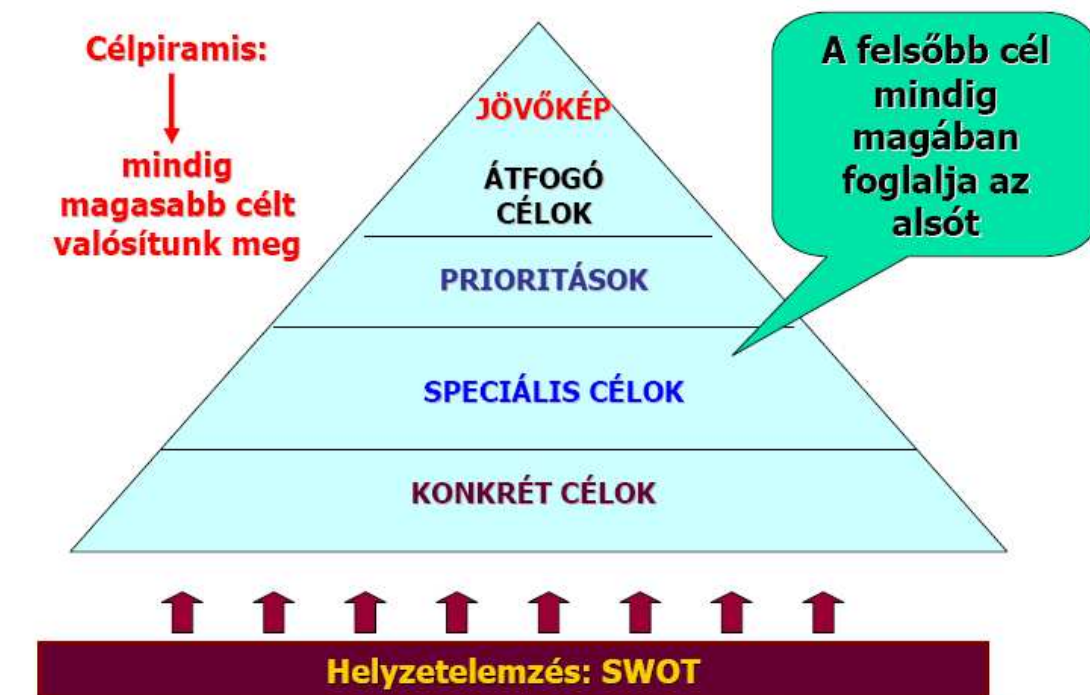 Célpiramis:
mindig
magasabb célt
valósítunk meg
JÖVŐKÉP
ÁTFOGÓ
CÉLOK
PRIORITÁSOK
SPECIÁLIS CÉLOK
KONKRÉT CÉLOK
A felsőbb cél
mindig
magában
foglalja az
alsót
Helyzetelemzés: SWOT